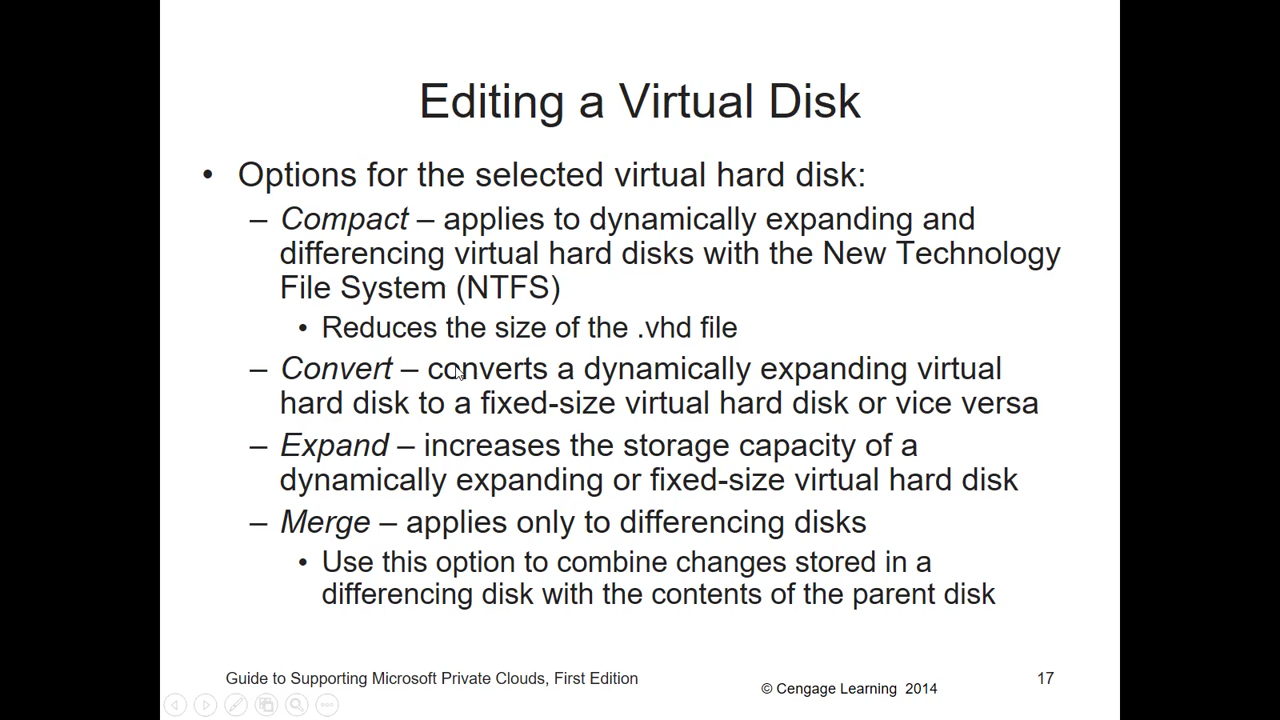 Editing a Virtual Disk
• Options for the selected virtual hard disk:
– Compact – applies to dynamically expanding and
differencing virtual hard disks with the New Technology
File System (NTFS)
• Reduces the size of the .vhd file
– Convert – converts a dynamically expanding virtual
hard disk to a fixed-size virtual hard disk or vice versa
– Expand – increases the storage capacity of a
dynamically expanding or fixed-size virtual hard disk
– Merge – applies only to differencing disks
• Use this option to combine changes stored in a
differencing disk with the contents of the parent disk
Guide to Supporting Microsoft Private Clouds, First Edition
© Cengage Learning 2014
17